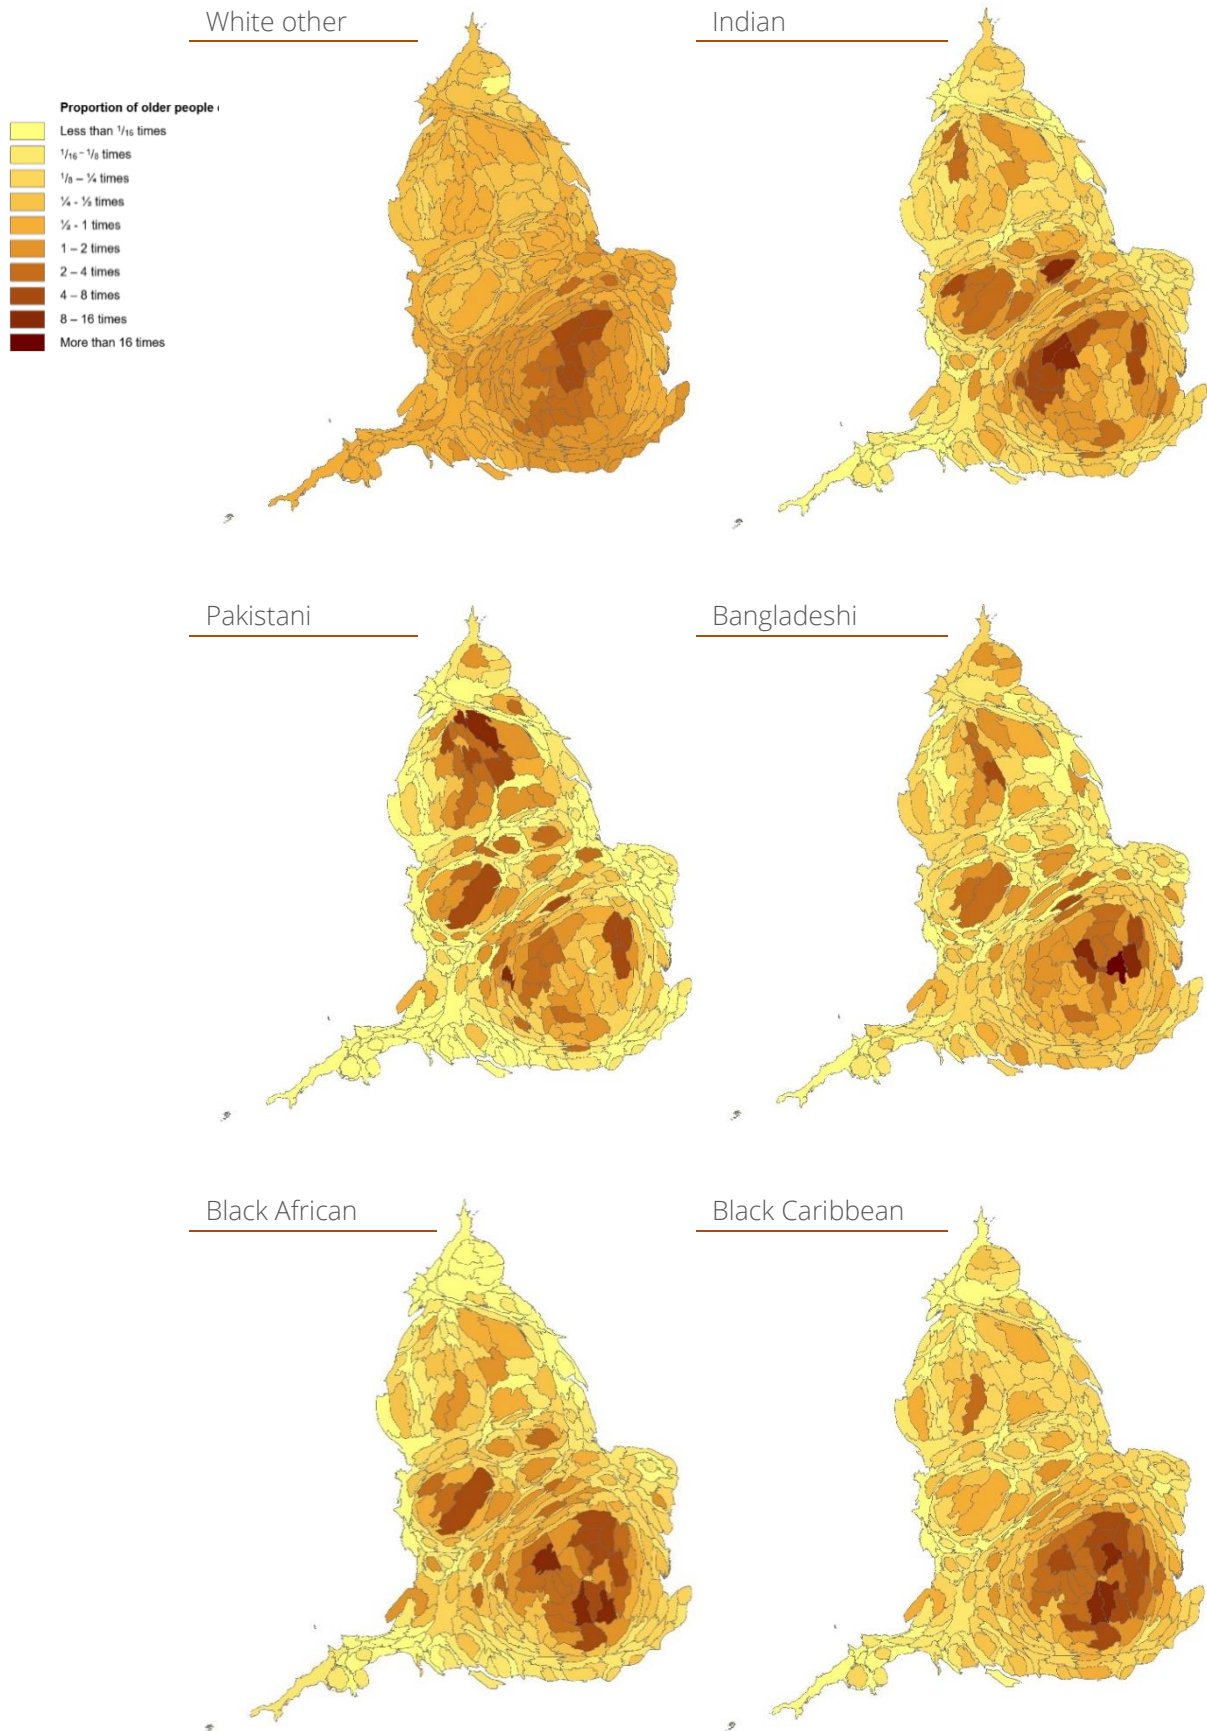 White other
Indian
Proportion of older people
Less than 1/16 times
1/16 - 1/8 times
1/8 – ¼ times
¼ - ½ times
½ - 1 times
1 – 2 times
2 – 4 times
4 – 8 times
8 – 16 times
More than 16 times
Pakistani
Bangladeshi
Black African
Black Caribbean